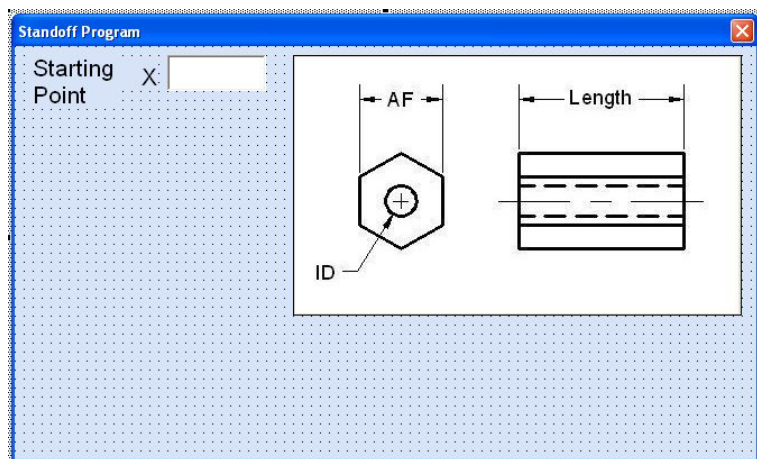 Standoff Program
Starting
Point
X
AF
Length
ID